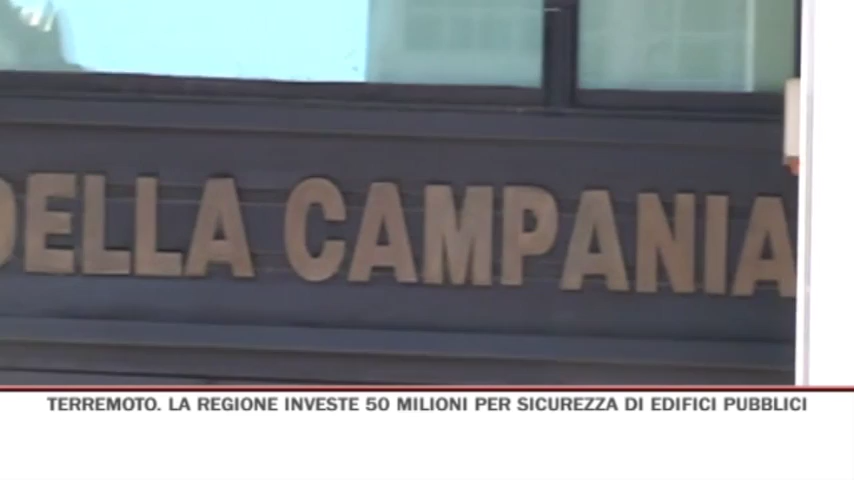 DELLA CAMPANIA
TERREMOTO. LA REGIONE INVESTE 50 MILIONI PER SICUREZZA DI EDIFICI PUBBLICI